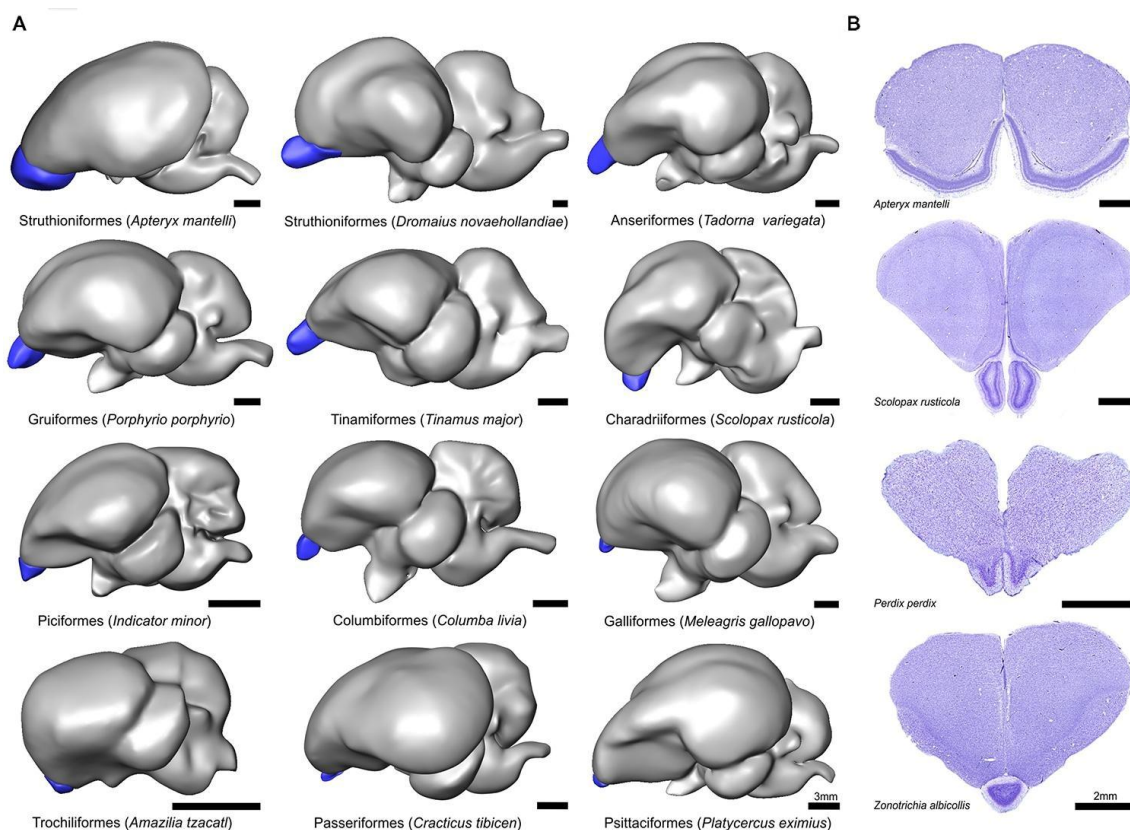 A
B
Struthioniformes (Apteryx mantelli)
Struthioniformes (Dromaius novaehollandiae)
Anseriformes (Tadorna variegata)
Apteryx mantelli
Gruiformes (Porphyrio porphyrio)
Tinamiformes (Tinamus major)
Charadriiformes (Scolopax rusticola)
Scolopax rusticola
Piciformes (Indicator minor)
Columbiformes (Columba livia)
Galliformes (Meleagris gallopavo)
Perdix perdix
3mm
2mm
Trochiliformes (Amazilia tzacatl)
Passeriformes (Cracticus tibicen)
Psittaciformes (Platycercus eximius)
Zonotrichia albicollis